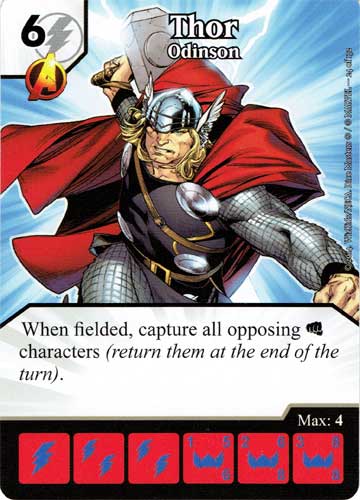 6
Thor
Odinson
When fielded, capture all opposing
characters (return them at the end of the
turn).
Max: 4